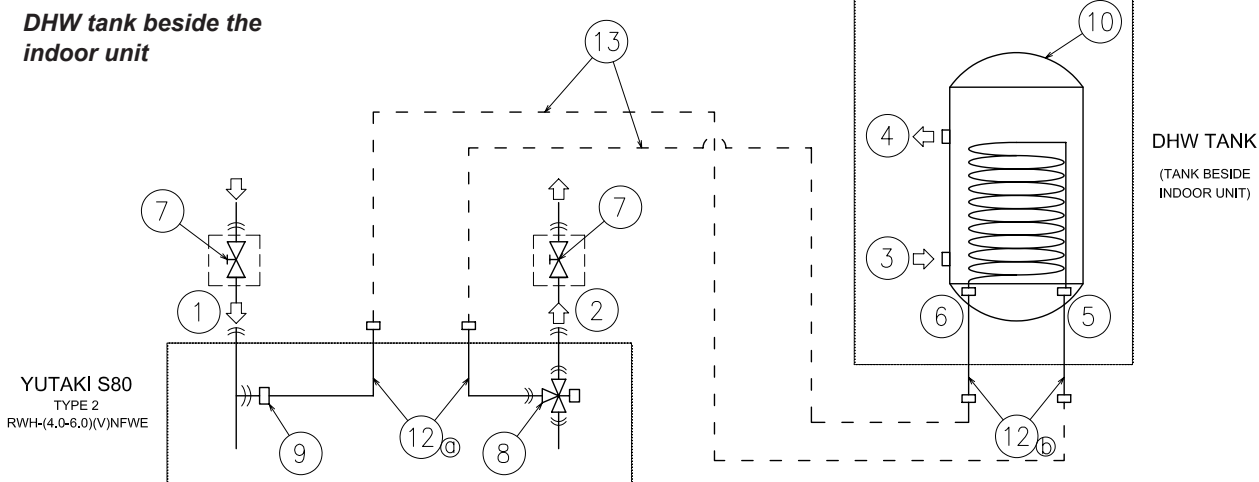 DHW tank beside the
indoor unit
13
10
4
DHW TANK
(TANK BESIDE
INDOOR UNIT)
7
7
3
1
2
6
5
YUTAKI S80
TYPE 2
RWH-(4.0-6.0)(V)NFWE
9
12 a
8
12 b